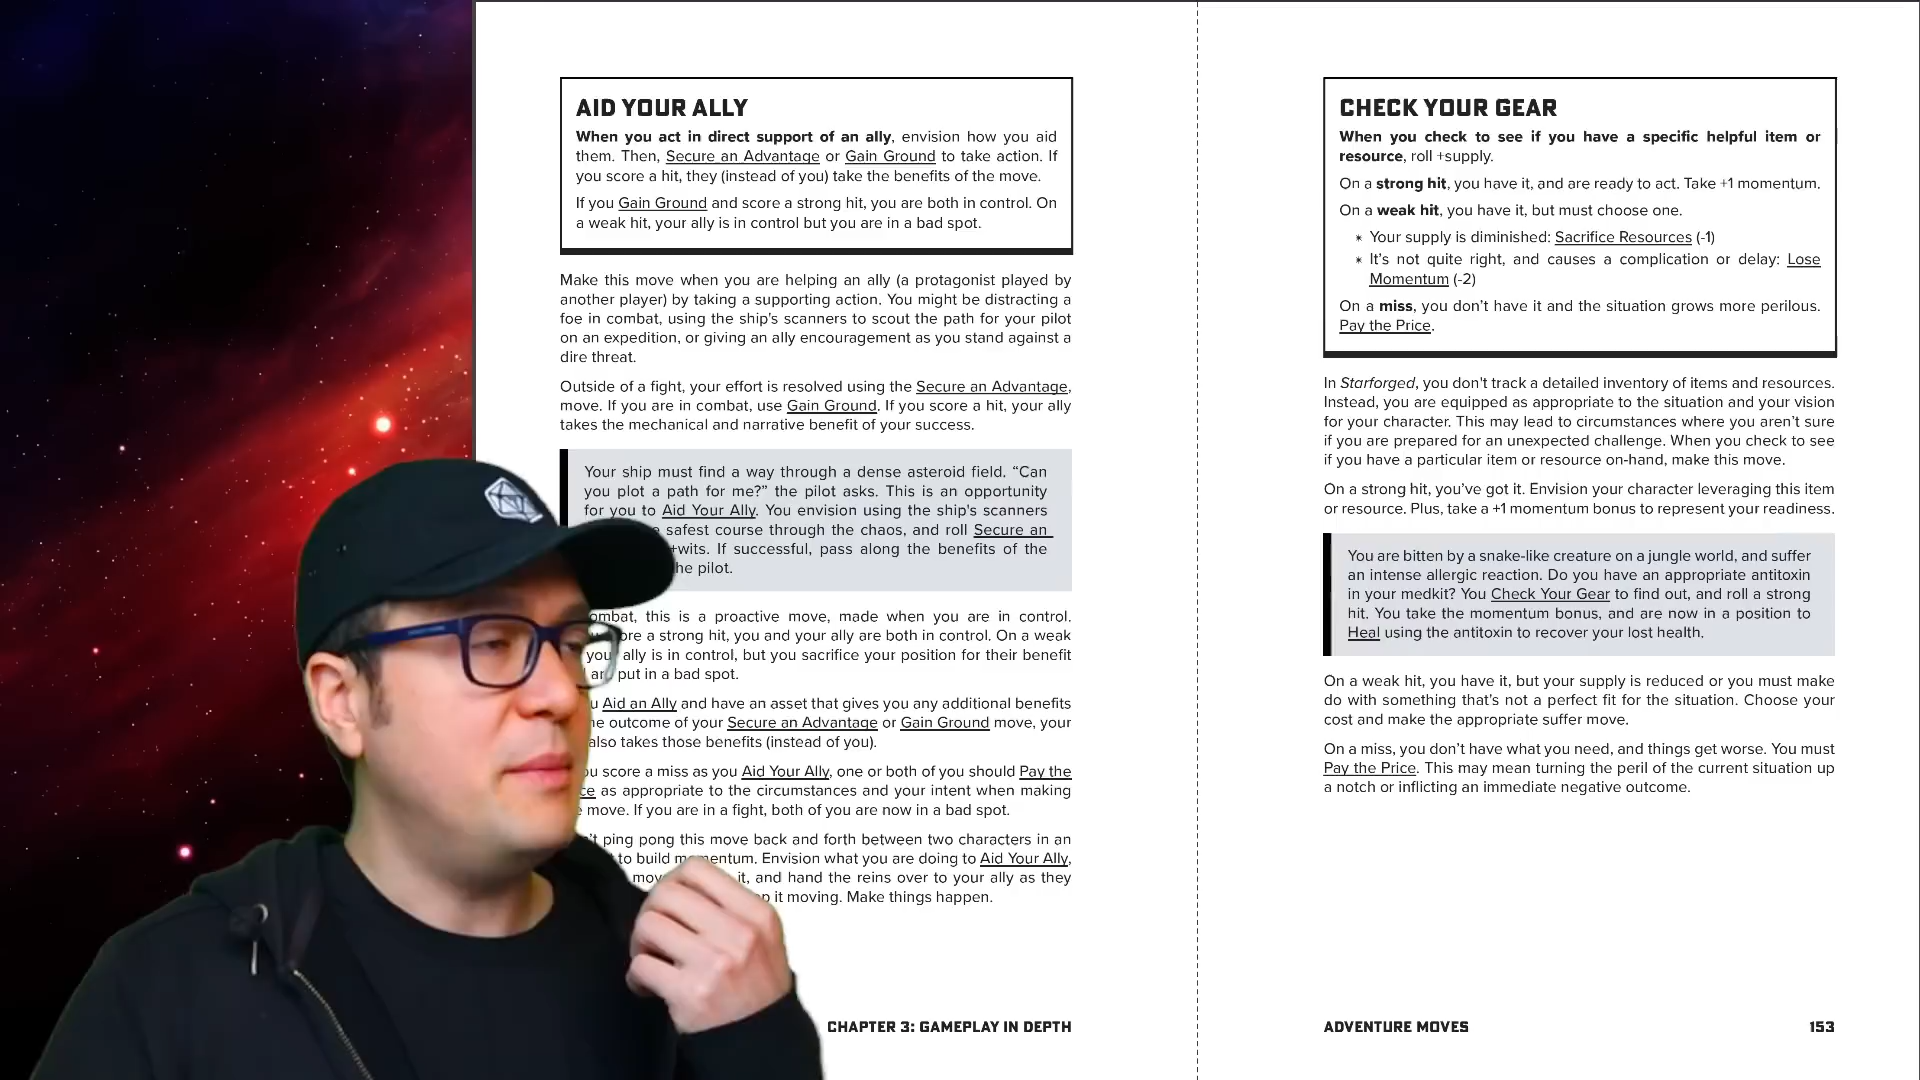 AID YOUR ALLY
When you act in direct support of an ally, envision how you aid
them. Then, Secure an Advantage or Gain Ground to take action. If
you score a hit, they (instead of you) take the benefits of the move.
If you Gain Ground and score a strong hit, you are both in control. On
a weak hit, your ally is in control but you are in a bad spot.
Make this move when you are helping an ally (a protagonist played by
another player) by taking a supporting action. You might be distracting a
foe in combat, using the ship's scanners to scout the path for your pilot
on an expedition, or giving an ally encouragement as you stand against a
dire threat.
Outside of a fight, your effort is resolved using the Secure an Advantage,
move. If you are in combat, use Gain Ground. If you score a hit, your ally
takes the mechanical and narrative benefit of your success.
Your ship must find a way through a dense asteroid field. “Can
you plot a path for me?” the pilot asks. This is an opportunity
for you to Aid Your Ally. You envision using the ship's scanners
safest course through the chaos, and roll Secure an
+wits. If successful, pass along the benefits of the
the pilot.
combat, this is a proactive move, made when you are in control.
score a strong hit, you and your ally are both in control. On a weak
your ally is in control, but you sacrifice your position for their benefit
are put in a bad spot.
Aid an Ally and have an asset that gives you any additional benefits
outcome of your Secure an Advantage or Gain Ground move, your
also takes those benefits (instead of you).
score a miss as you Aid Your Ally, one or both of you should Pay the
as appropriate to the circumstances and your intent when making
move. If you are in a fight, both of you are now in a bad spot.
ping pong this move back and forth between two characters in an
to build momentum. Envision what you are doing to Aid Your Ally,
it, and hand the reins over to your ally as they
it moving. Make things happen.
CHAPTER 3: GAMEPLAY IN DEPTH
CHECK YOUR GEAR
When you check to see if you have a specific helpful item or
resource, roll +supply.
On a strong hit, you have it, and are ready to act. Take +1 momentum.
On a weak hit, you have it, but must choose one.
✴ Your supply is diminished: Sacrifice Resources (-1)
✴ It’s not quite right, and causes a complication or delay: Lose
Momentum (-2)
On a miss, you don’t have it and the situation grows more perilous.
Pay the Price.
In Starforged, you don't track a detailed inventory of items and resources.
Instead, you are equipped as appropriate to the situation and your vision
for your character. This may lead to circumstances where you aren’t sure
if you are prepared for an unexpected challenge. When you check to see
if you have a particular item or resource on-hand, make this move.
On a strong hit, you’ve got it. Envision your character leveraging this item
or resource. Plus, take a +1 momentum bonus to represent your readiness.
You are bitten by a snake-like creature on a jungle world, and suffer
an intense allergic reaction. Do you have an appropriate antitoxin
in your medkit? You Check Your Gear to find out, and roll a strong
hit. You take the momentum bonus, and are now in a position to
Heal using the antitoxin to recover your lost health.
On a weak hit, you have it, but your supply is reduced or you must make
do with something that's not a perfect fit for the situation. Choose your
cost and make the appropriate suffer move.
On a miss, you don’t have what you need, and things get worse. You must
Pay the Price. This may mean turning the peril of the current situation up
a notch or inflicting an immediate negative outcome.
ADVENTURE MOVES
153